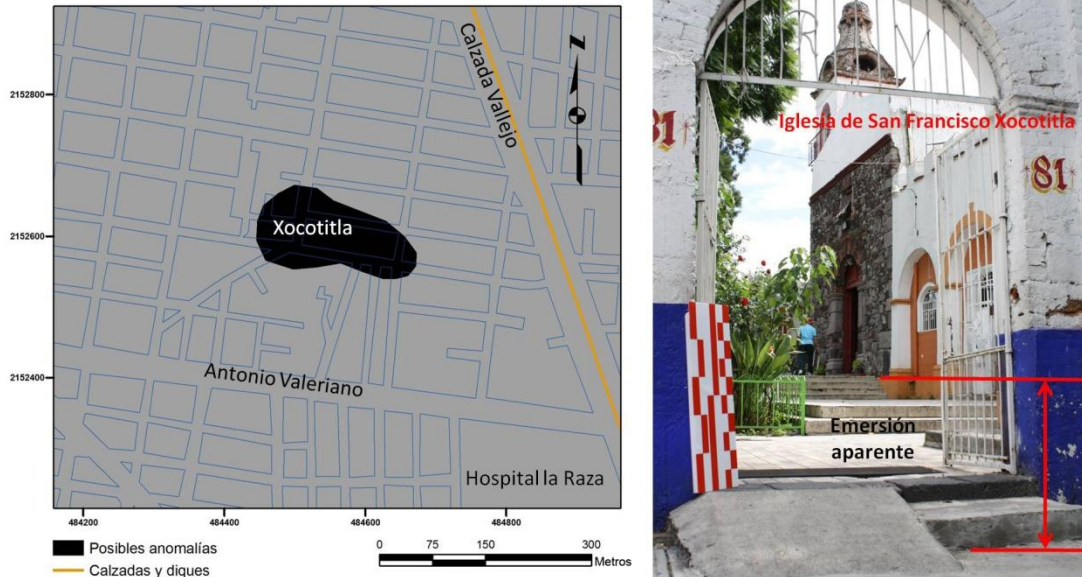 2152800
2152600
2152400
484200
484400
484600
484800
Calzada Vallejo
N
Xocotitla
Antonio Valeriano
Hospital la Raza
Posibles anomalías
Calzadas y diques
0 75 150 300
Metros
Iglesia de San Francisco Xocotitla
81
81
Emersión
aparente